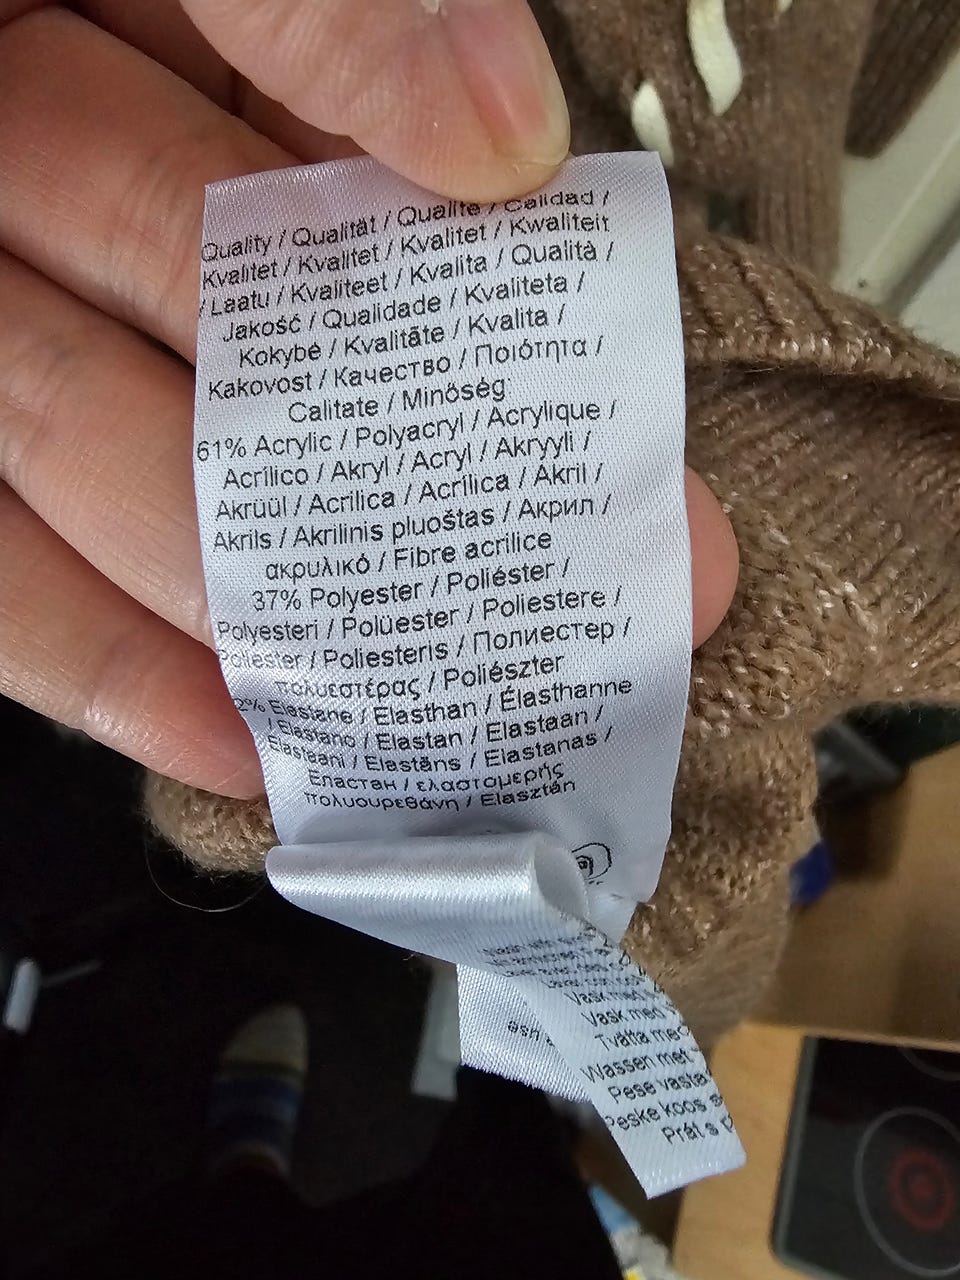 Quality / Qualität / Qualité / Calidad /
Kvalitet / Kvalitet / Kvalitet / Kwaliteit
/ Laatu / Kvaliteet / Kvalita / Qualità /
Jakość / Qualidade / Kvaliteta /
Kokybė / Kvalitāte / Kvalita /
Kakovost / Качество / Ποιότητα /
Calitate / Minőség
61% Acrylic / Polyacryl / Acrylique /
Acrílico / Akryl / Acryl / Akryyli /
Akrüül / Acrilica / Acrílica / Akril /
Akrils / Akrilinis pluoštas / Акрил /
ακρυλικό / Fibre acrilice
37% Polyester / Poliéster /
Polyesteri / Polüester / Poliestere /
Poliester / Poliesteris / Полиестер /
πολυεστέρας / Poliészter
2% Elastane / Elasthan / Élasthanne
/ Elastano / Elastan / Elastaan /
Elastaani / Elastāns / Elastanas /
Еластан / ελαστομερής
πολυουρεθάνη / Elasztán
Vask med
Vask med
Tvätta med
Wassen met
Pese vasta
Peske koos
Prát s